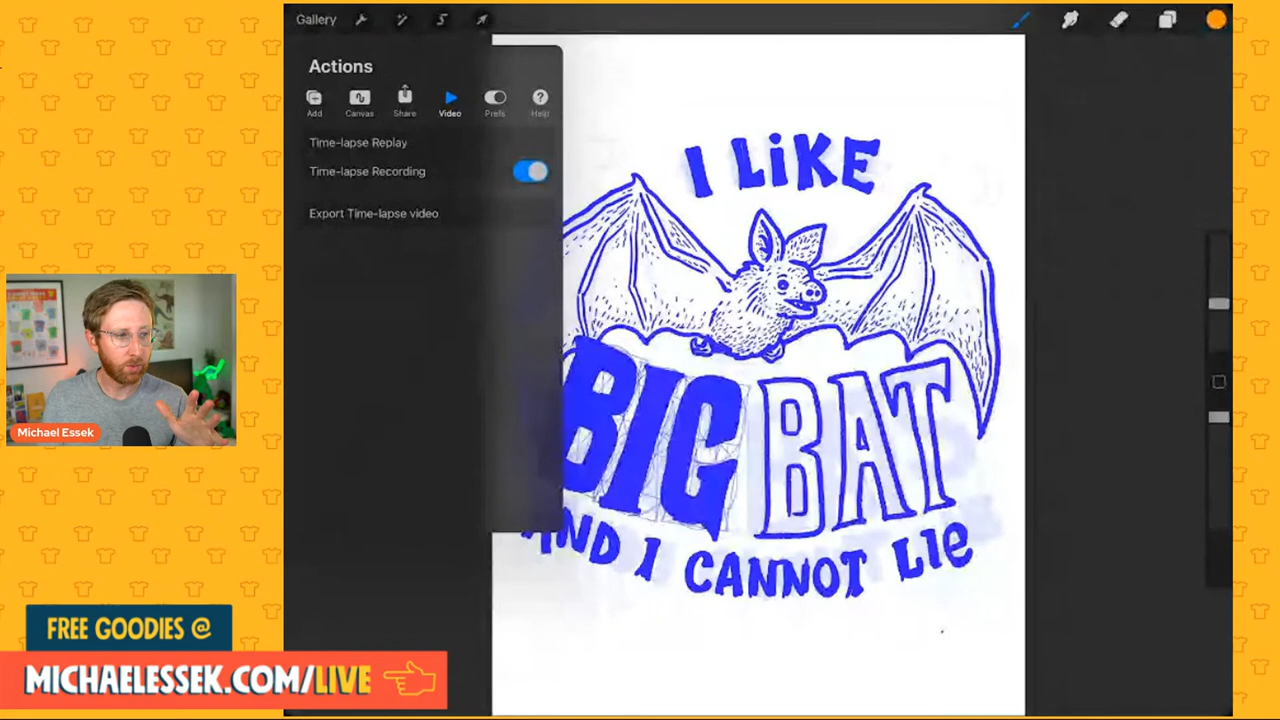 Gallery
Actions
Add
Canvas
Share
Video
Prefs
Help
Time-lapse Replay
Time-lapse Recording
Export Time-lapse video
I LiKE
BIG BAT
AND I CANNOT LIe
Michael Essek
FREE GOODIES @
MICHAELESSEK.COM/LIVE